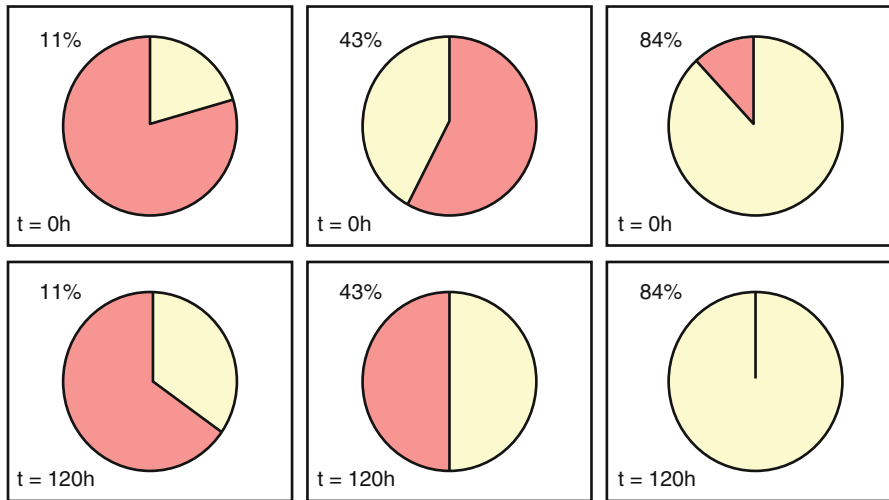 11%
t = 0h
43%
t = 0h
84%
t = 0h
11%
t = 120h
43%
t = 120h
84%
t = 120h